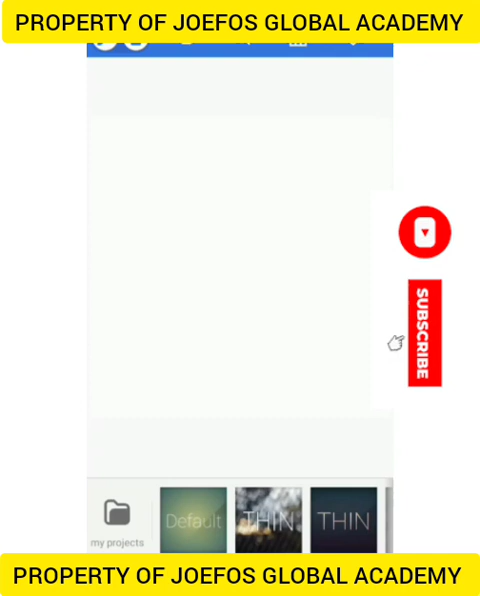 PROPERTY OF JOEFOS GLOBAL ACADEMY
SUBSCRIBE
Default
THIN
THIN
my projects
PROPERTY OF JOEFOS GLOBAL ACADEMY